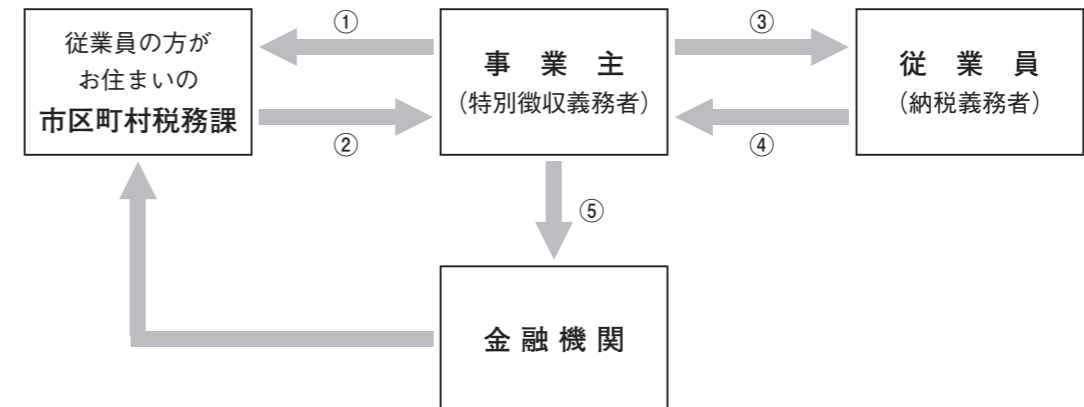 従業員の方が
お住まいの
市区町村税務課
①
②
事業主
（特別徴収義務者）
③
④
従業員
（納税義務者）
⑤
金融機関